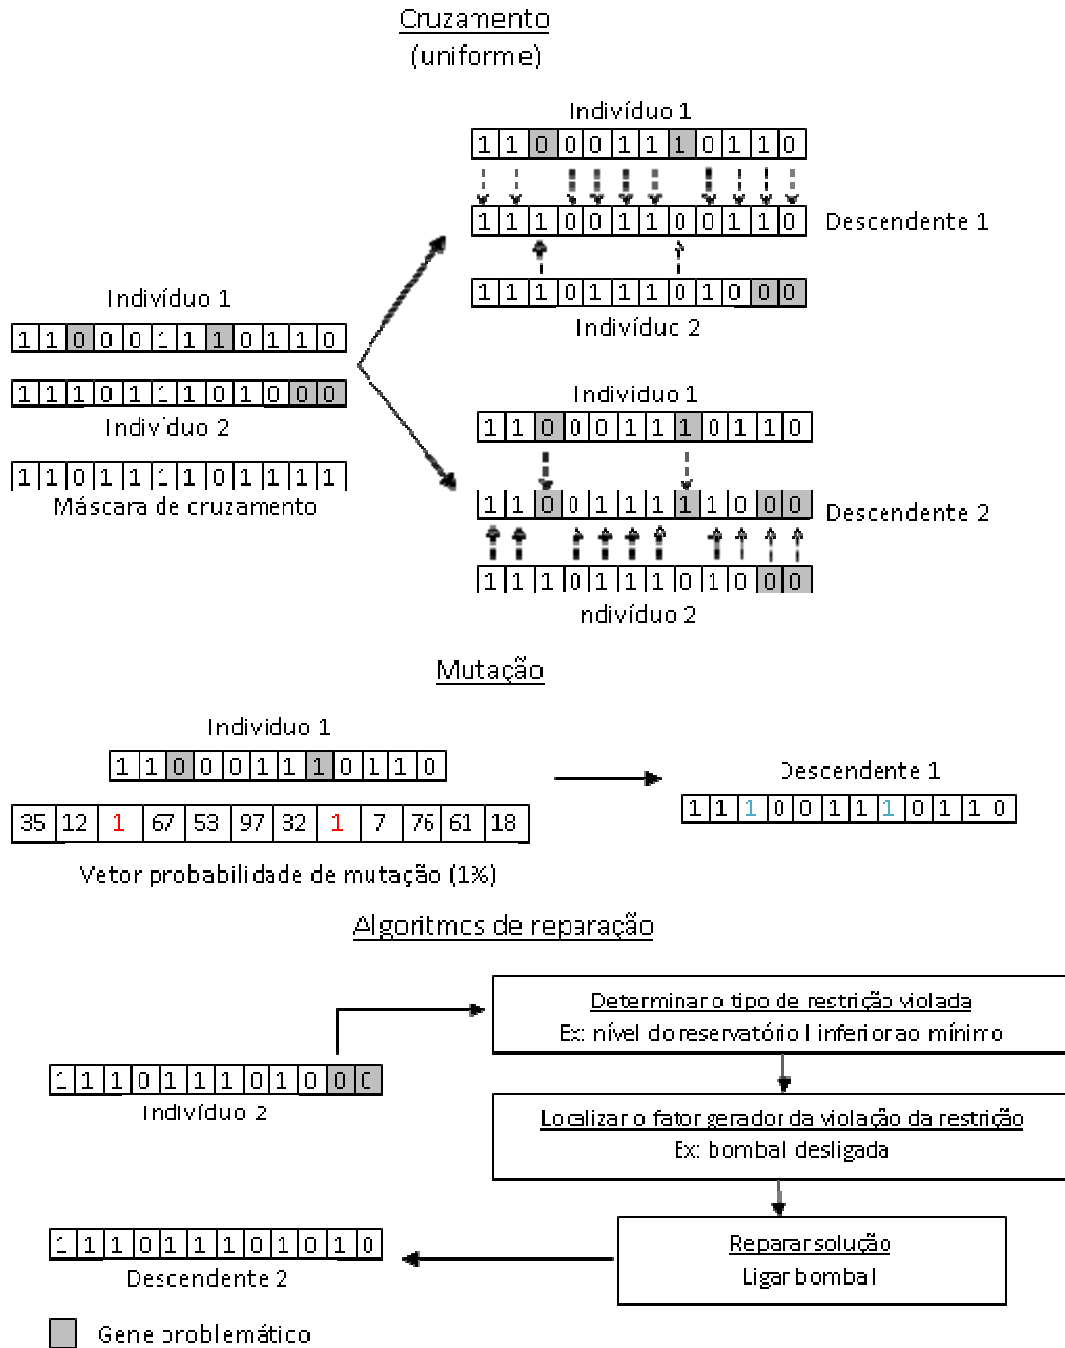 Cruzamento
(uniforme)
Indivíduo 1
1 1 0 0 0 1 1 1 0 1 1 0
1 1 1 0 0 1 1 0 0 1 1 0
Descendente 1
1 1 1 0 1 1 1 0 1 0 0 0
Indivíduo 2
Indivíduo 1
1 1 0 0 0 1 1 1 0 1 1 0
1 1 1 0 1 1 1 0 1 0 0 0
Indivíduo 2
1 1 0 1 1 1 1 0 1 1 1 1
Máscara de cruzamento
Indivíduo 1
1 1 0 0 0 1 1 1 0 1 1 0
1 1 0 0 1 1 1 1 1 0 0 0
Descendente 2
1 1 1 0 1 1 1 0 1 0 0 0
ndivíduo 2
Mutação
Indivíduo 1
1 1 0 0 0 1 1 1 0 1 1 0
35 12 1 67 53 97 32 1 7 76 61 18
Vetor probabilidade de mutação (1%)
Descendente 1
1 1 1 0 0 1 1 1 0 1 1 0
Algoritmos de reparação
Determinar o tipo de restrição violada
Ex: nível do reservatório I inferior ao mínimo
1 1 1 0 1 1 1 0 1 0 0 0
Indivíduo 2
Localizar o fator gerador da violação da restrição
Ex: bomba I desligada
Reparar solução
Ligar bomba I
1 1 1 0 1 1 1 0 1 0 1 0
Descendente 2
Gene problemático